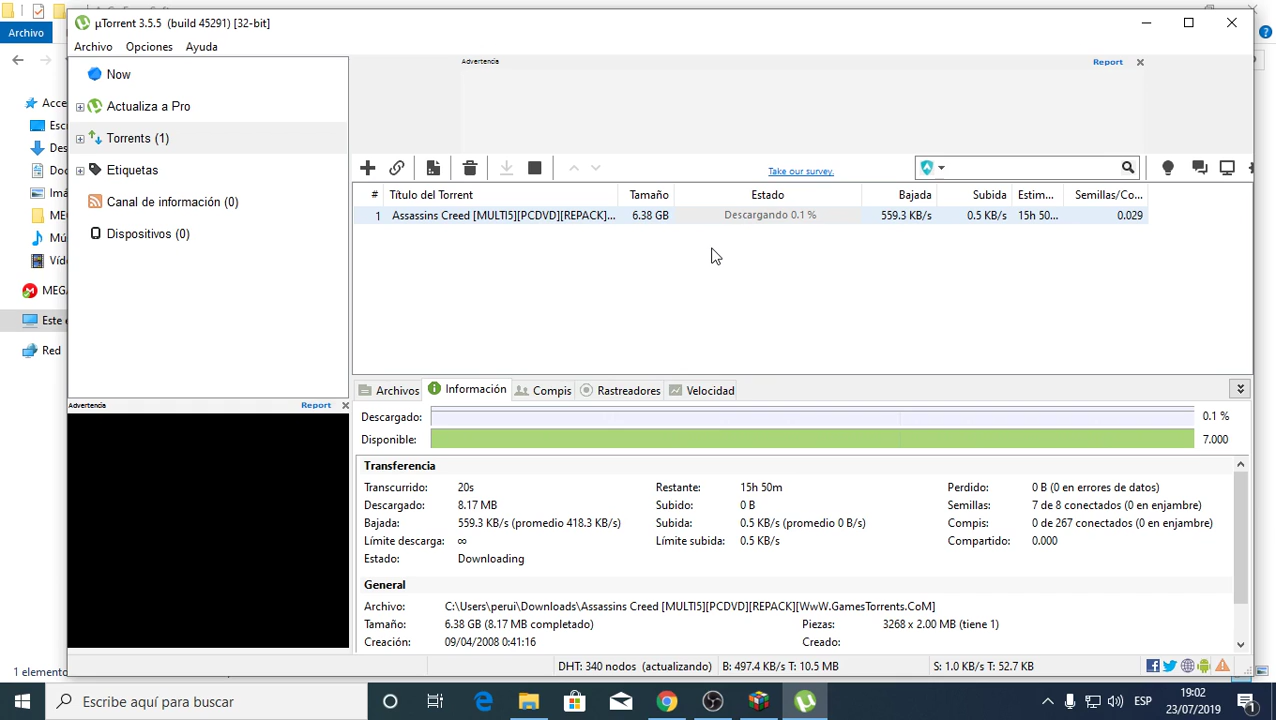 µTorrent 3.5.5 (build 45291) [32-bit]
Archivo
Archivo Opciones Ayuda
Advertencia Report
Now
Actualiza a Pro
Torrents (1)
Etiquetas
Canal de información (0)
Dispositivos (0)
Acce
Des
Doc
MEGA
Este e
Red
Take our survey.
# Título del Torrent Tamaño Estado Bajada Subida Estim... Semillas/Co...
1 Assassins Creed [MULTI5][PCDVD][REPACK]... 6.38 GB Descargando 0.1 % 559.3 KB/s 0.5 KB/s 15h 50... 0.029
Archivos Información Compis Rastreadores Velocidad
Advertencia Report
Descargado: 0.1 %
Disponible: 7.000
Transferencia
Transcurrido: 20s Restante: 15h 50m Perdido: 0 B (0 en errores de datos)
Descargado: 8.17 MB Subido: 0 B Semillas: 7 de 8 conectados (0 en enjambre)
Bajada: 559.3 KB/s (promedio 418.3 KB/s) Subida: 0.5 KB/s (promedio 0 B/s) Compis: 0 de 267 conectados (0 en enjambre)
Límite descarga: ∞ Límite subida: 0.5 KB/s Compartido: 0.000
Estado: Downloading
General
Archivo: C:\Users\perui\Downloads\Assassins Creed [MULTI5][PCDVD][REPACK][WwW.GamesTorrents.CoM]
Tamaño: 6.38 GB (8.17 MB completado) Piezas: 3268 x 2.00 MB (tiene 1)
Creación: 09/04/2008 0:41:16 Creado:
1 elemento
DHT: 340 nodos (actualizando) B: 497.4 KB/s T: 10.5 MB S: 1.0 KB/s T: 52.7 KB
Escribe aquí para buscar
ESP
19:02
23/07/2019
1